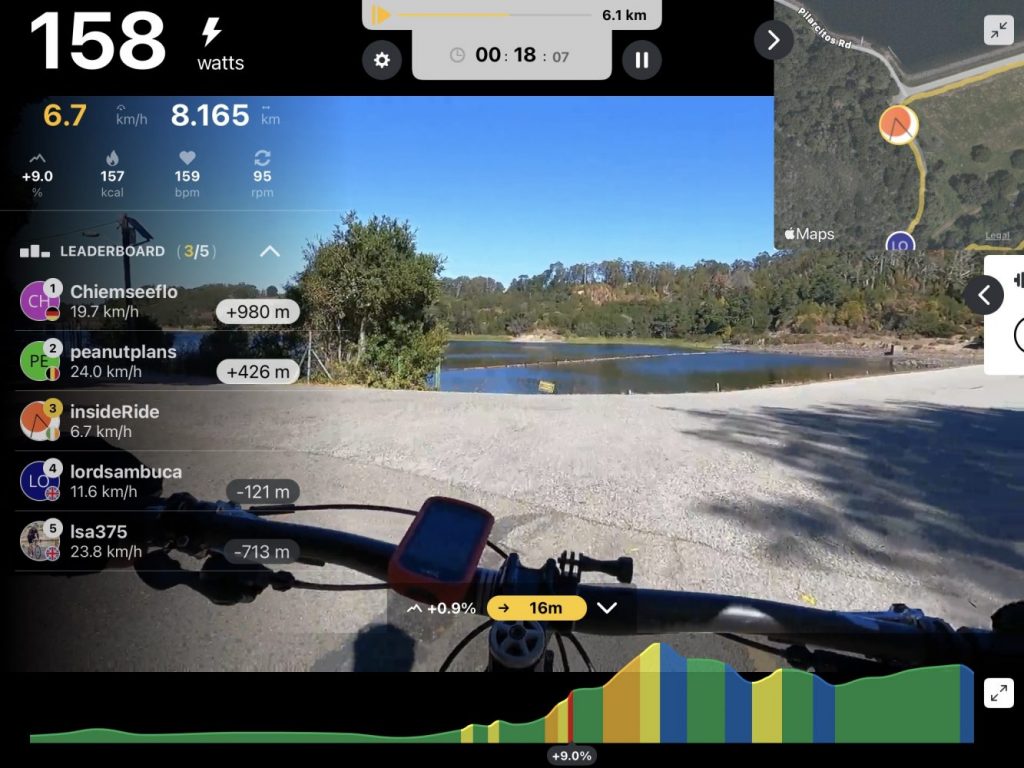 158
watts
6.1 km
00 : 18 : 07
6.7 km/h
8.165 km
+9.0 157 159 95
% kcal bpm rpm
LEADERBOARD (3/5)
CH 1 Chiemseeflo
19.7 km/h +980 m
PE 2 peanutplans
24.0 km/h +426 m
3 insideRide
6.7 km/h
LO 4 lordsambuca
11.6 km/h -121 m
5 Isa375
23.8 km/h -713 m
Pilarcitos Rd
LO
Maps
Legal
+0.9% → 16m
+9.0%